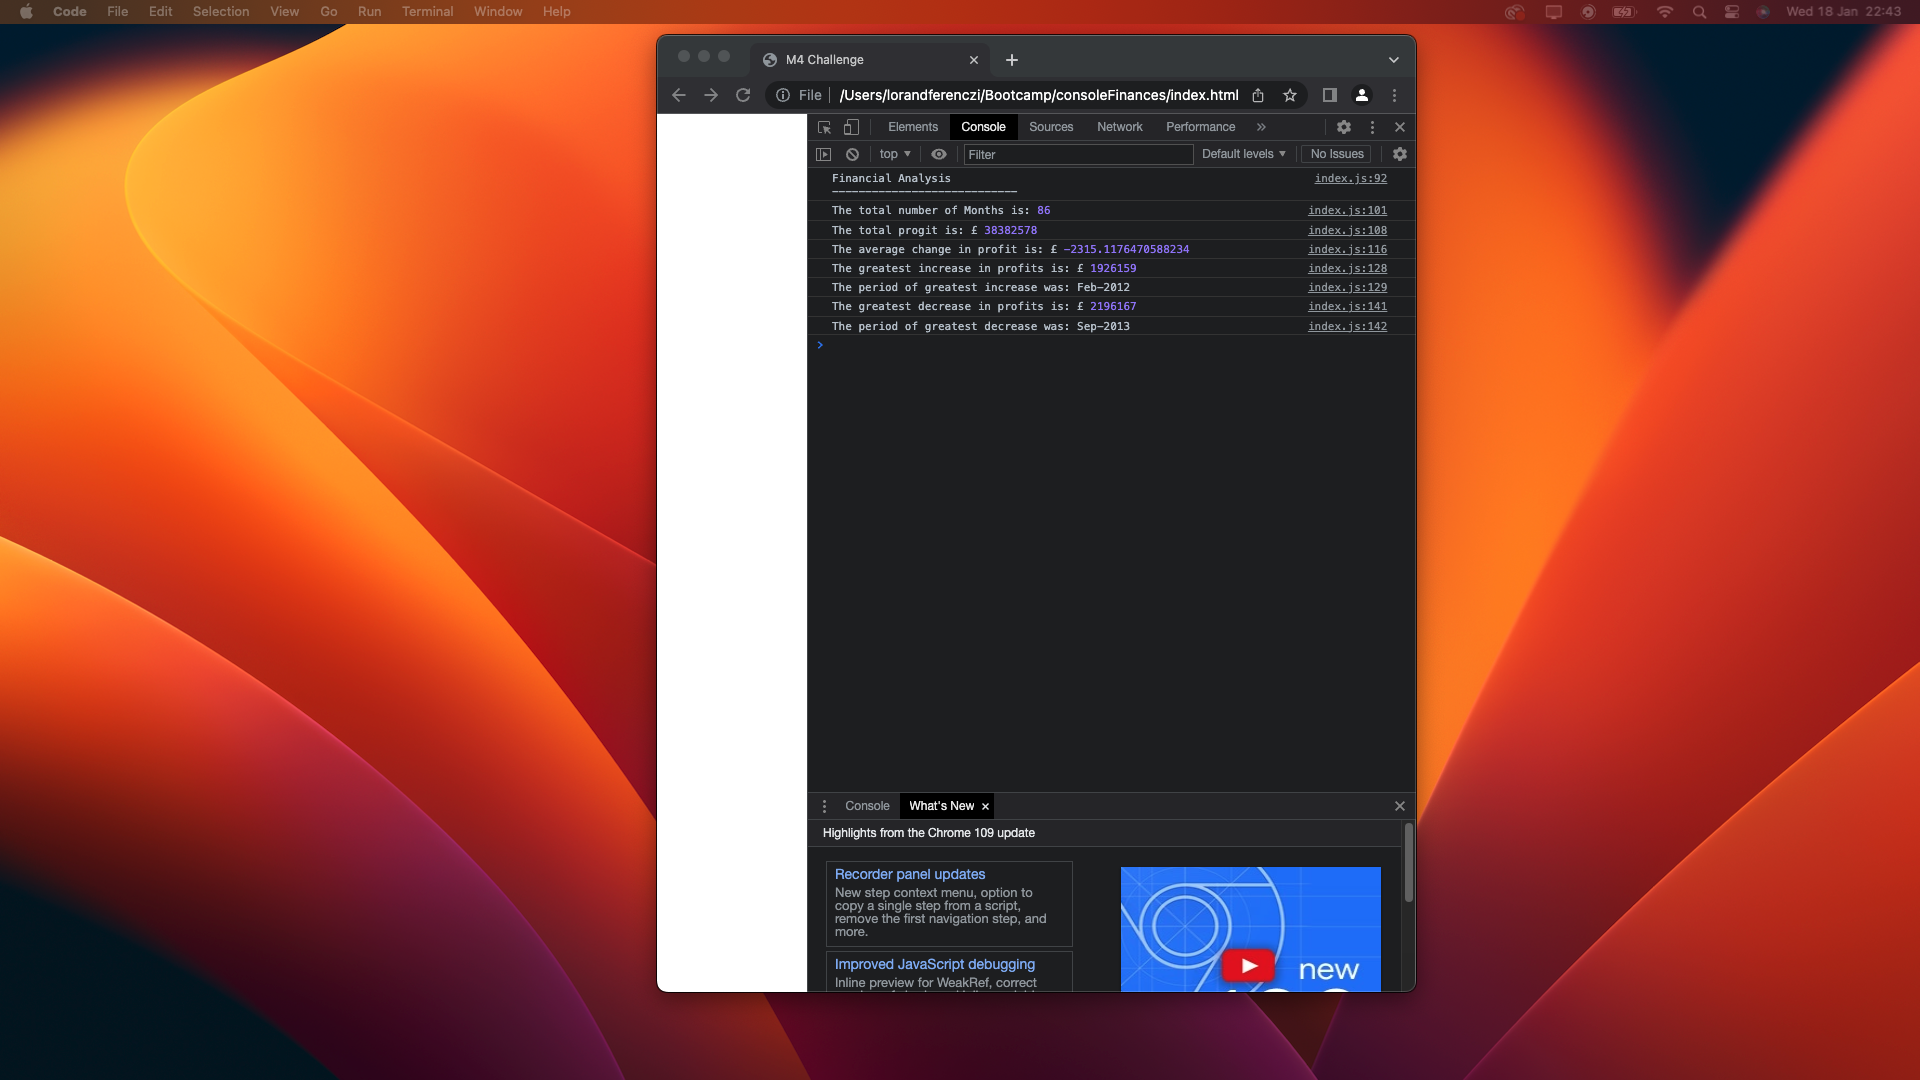 Code File Edit Selection View Go Run Terminal Window Help Wed 18 Jan 22:43
M4 Challenge
File /Users/lorandferenczi/Bootcamp/consoleFinances/index.html
Elements Console Sources Network Performance
top Filter Default levels No Issues
Financial Analysis index.js:92
----------------------------
The total number of Months is: 86 index.js:101
The total progit is: £ 38382578 index.js:108
The average change in profit is: £ -2315.1176470588234 index.js:116
The greatest increase in profits is: £ 1926159 index.js:128
The period of greatest increase was: Feb-2012 index.js:129
The greatest decrease in profits is: £ 2196167 index.js:141
The period of greatest decrease was: Sep-2013 index.js:142
Console What's New
Highlights from the Chrome 109 update
Recorder panel updates
New step context menu, option to
copy a single step from a script,
remove the first navigation step, and
more.
Improved JavaScript debugging
Inline preview for WeakRef, correct
new